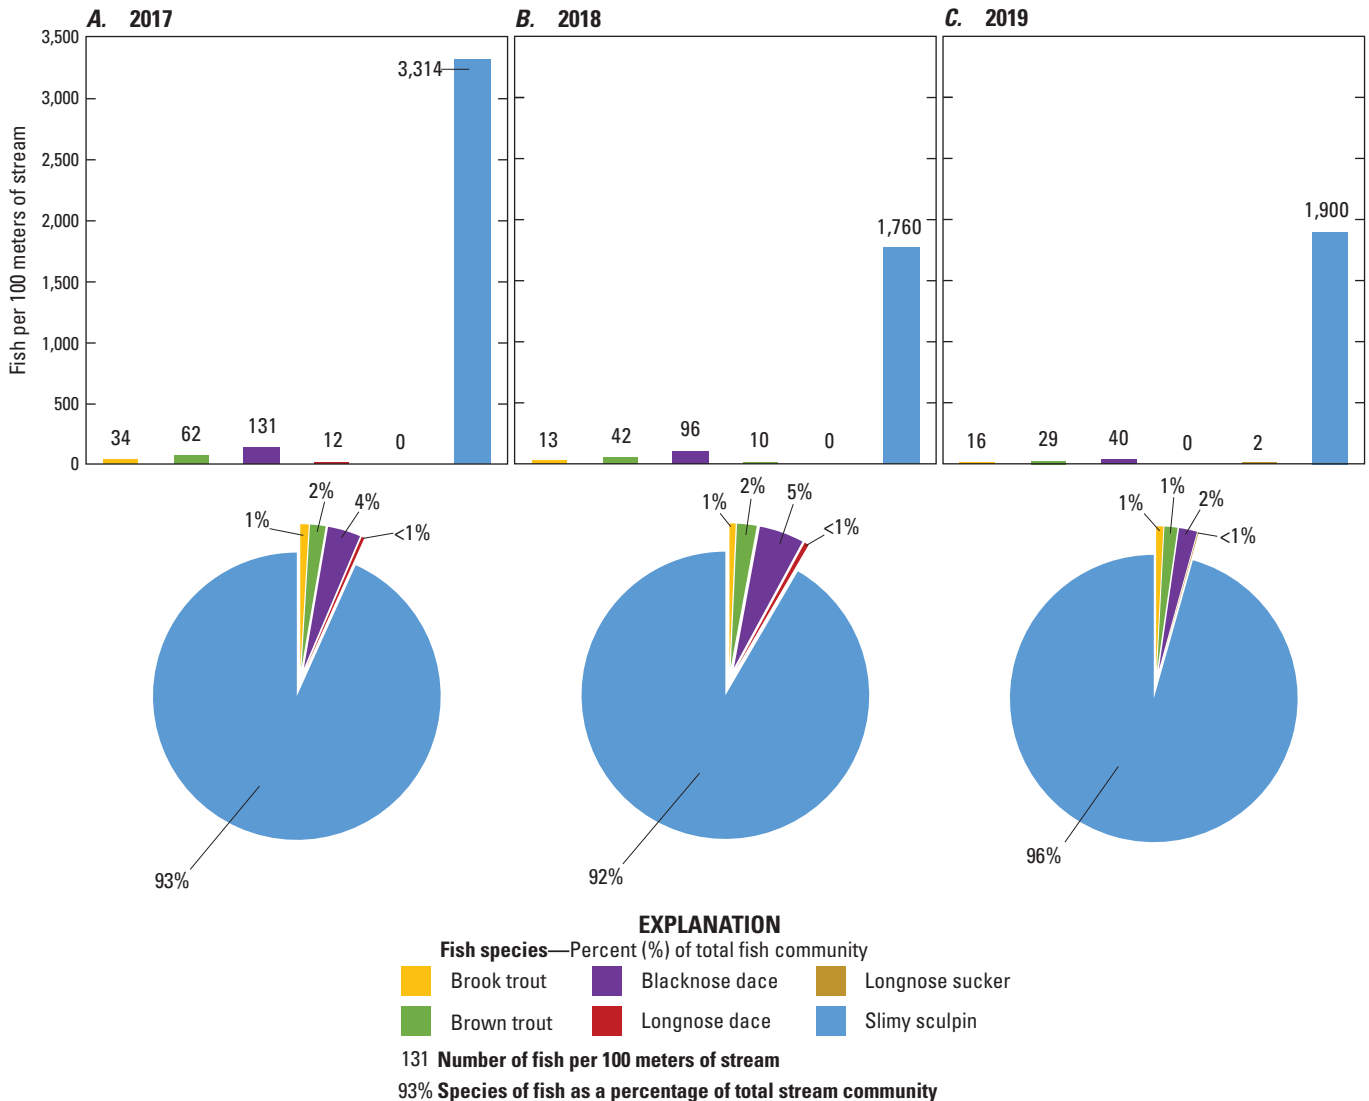 A. 2017
B. 2018
C. 2019
Fish per 100 meters of stream
3,500
3,000
2,500
2,000
1,500
1,000
500
0
34
62
131
12
0
3,314
13
42
96
10
0
1,760
16
29
40
0
2
1,900
1%
2%
4%
<1%
93%
1%
2%
5%
<1%
92%
1%
1%
2%
<1%
96%
EXPLANATION
Fish species—Percent (%) of total fish community
Brook trout
Blacknose dace
Longnose sucker
Brown trout
Longnose dace
Slimy sculpin
131 Number of fish per 100 meters of stream
93% Species of fish as a percentage of total stream community